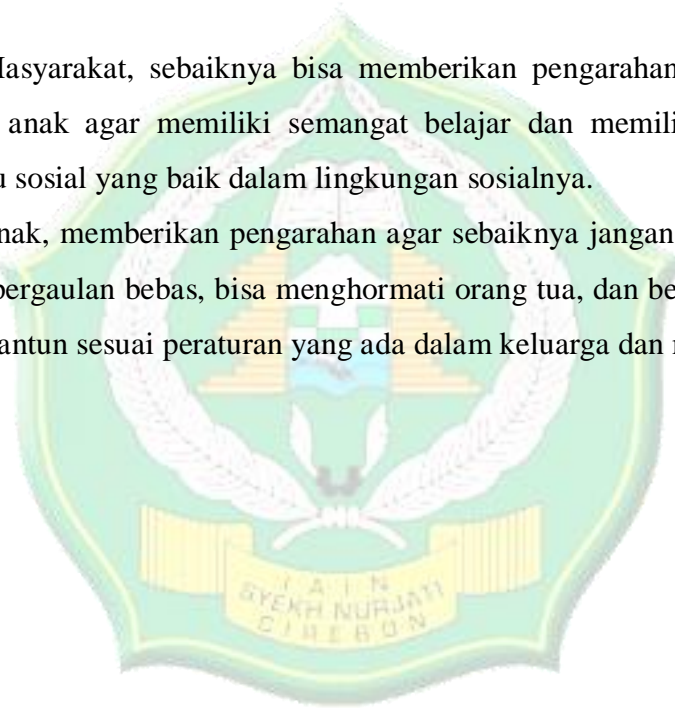 asyarakat, sebaiknya bisa memberikan pengarahan
anak agar memiliki semangat belajar dan memili
u sosial yang baik dalam lingkungan sosialnya.
nak, memberikan pengarahan agar sebaiknya jangan
pergaulan bebas, bisa menghormati orang tua, dan be
antun sesuai peraturan yang ada dalam keluarga dan
IAIN
SYEKH NURJATI
CIREBON